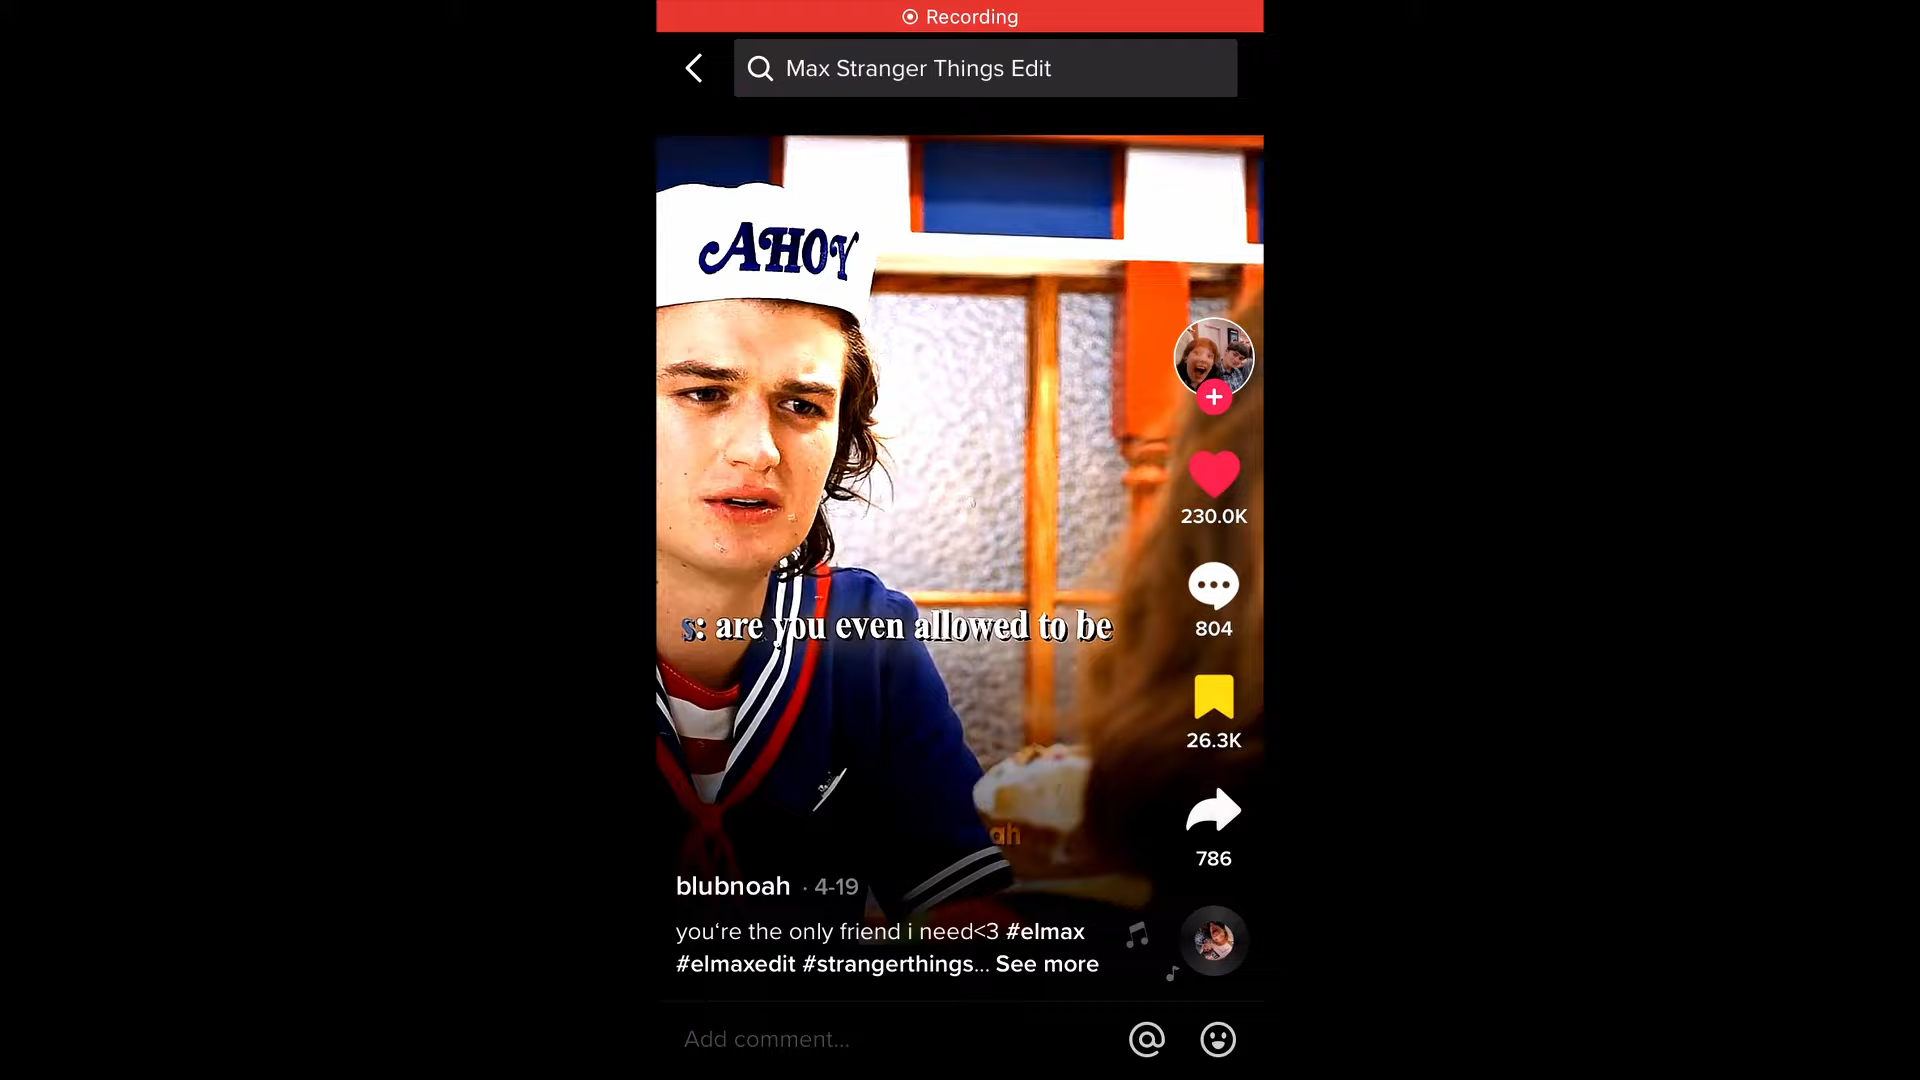 Recording
Max Stranger Things Edit
AHOY
230.0K
s: are you even allowed to be
804
26.3K
ah
786
blubnoah · 4-19
you‘re the only friend i need<3 #elmax
#elmaxedit #strangerthings... See more
Add comment...